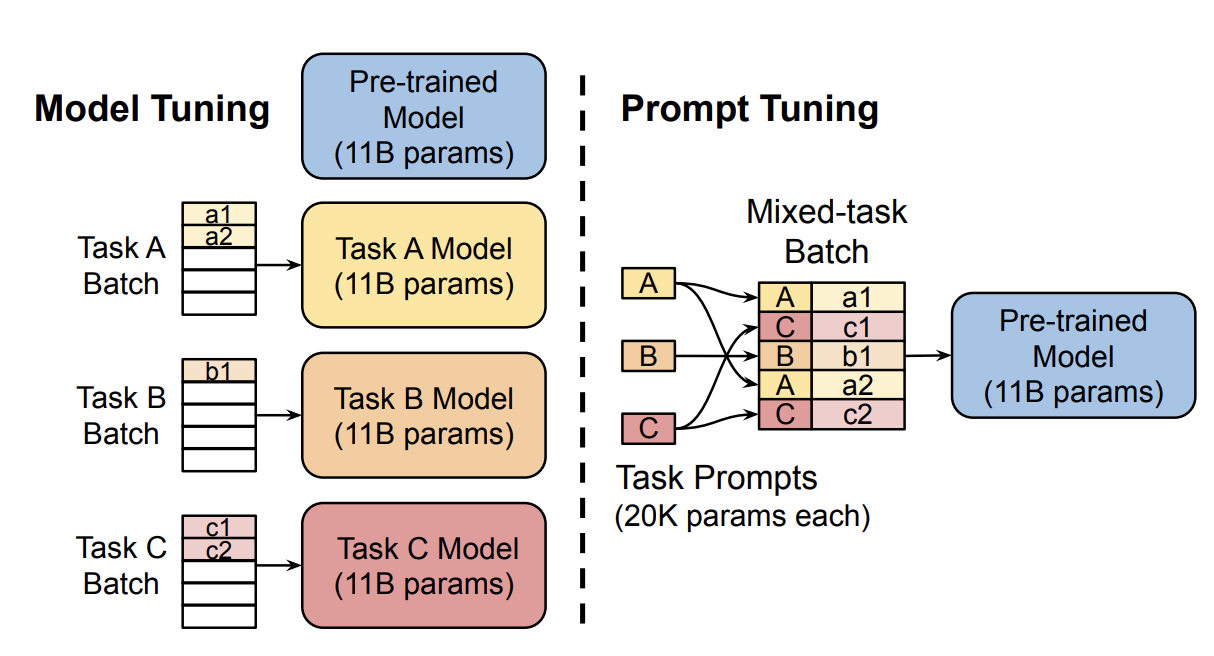 Model Tuning
Pre-trained
Model
(11B params)
Task A
Batch
a1
a2
Task A Model
(11B params)
Task B
Batch
b1
Task B Model
(11B params)
Task C
Batch
c1
c2
Task C Model
(11B params)
Prompt Tuning
Mixed-task
Batch
A
B
C
A a1
C c1
B b1
A a2
C c2
Task Prompts
(20K params each)
Pre-trained
Model
(11B params)